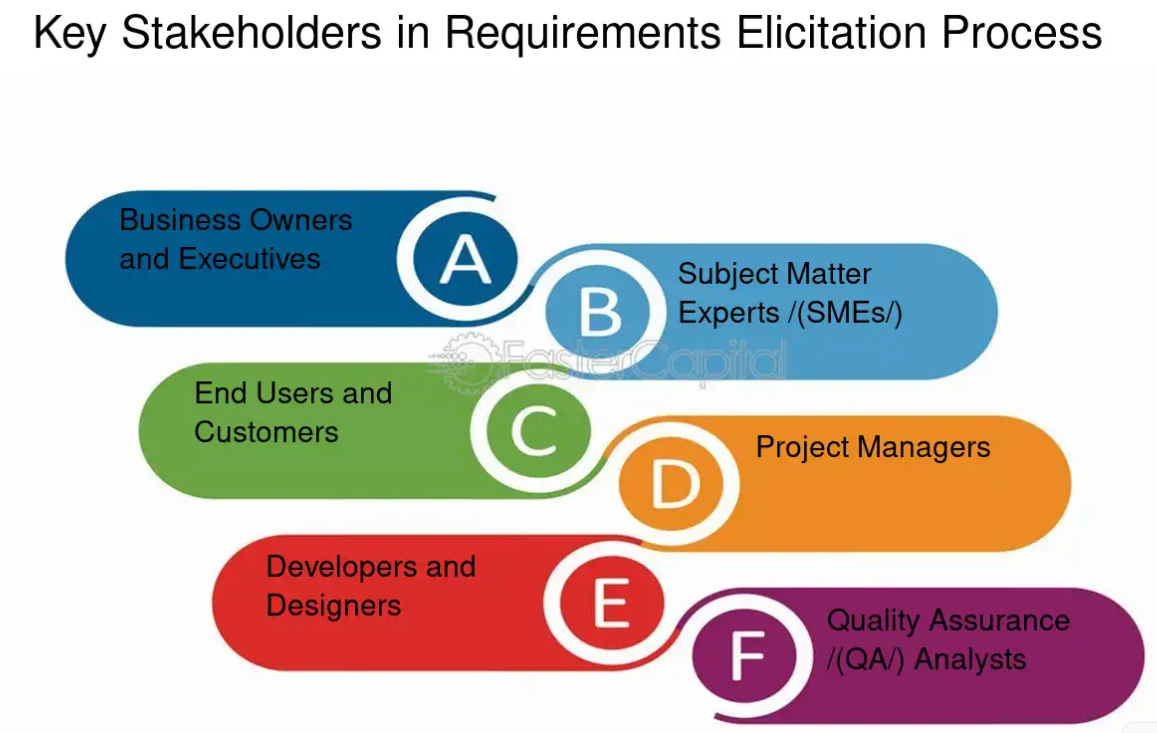 Key Stakeholders in Requirements Elicitation Process
Business Owners
and Executives
A
B
Subject Matter
Experts /(SMEs/)
FasterCapital
End Users and
Customers
C
D
Project Managers
Developers and
Designers
E
F
Quality Assurance
/(QA/) Analysts